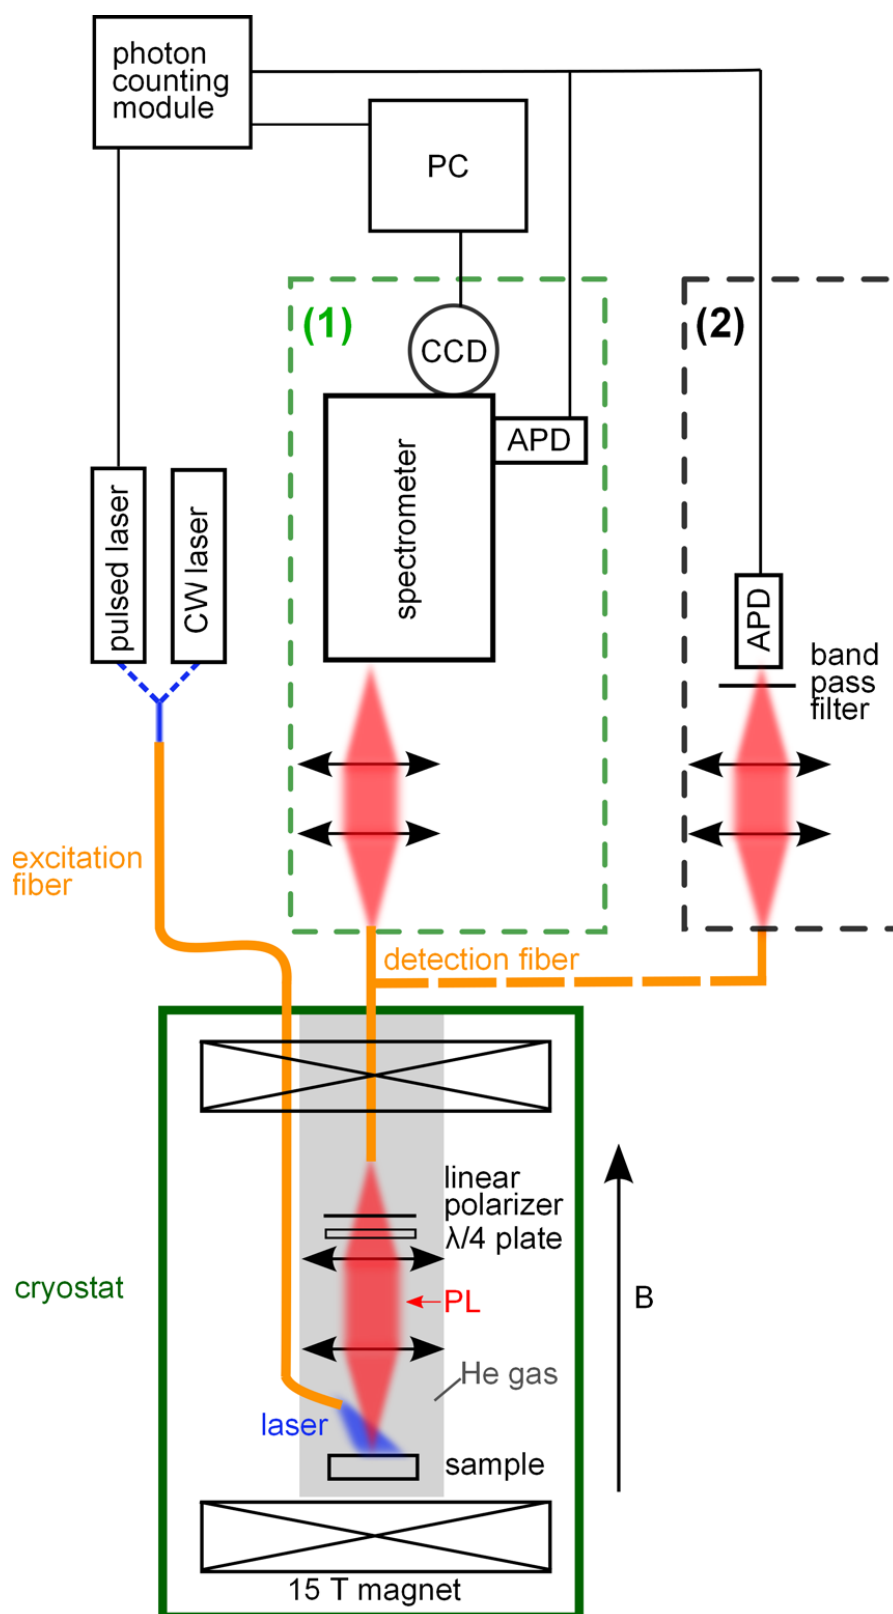 photon
counting
module
PC
(1)
(2)
CCD
APD
spectrometer
pulsed laser
CW laser
APD
band
pass
filter
excitation
fiber
detection fiber
linear
polarizer
λ/4 plate
cryostat
PL
B
He gas
laser
sample
15 T magnet